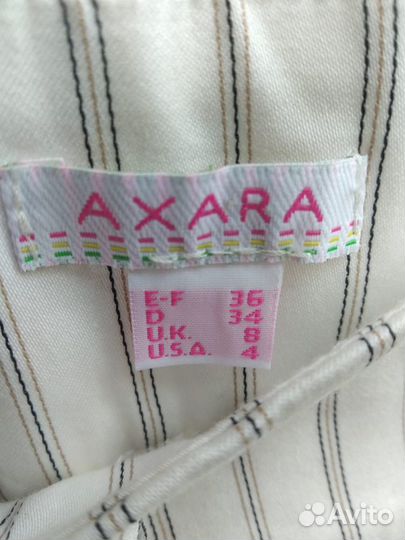 AXARA
E-F 36
D 34
U.K. 8
U.S.A. 4
Avito